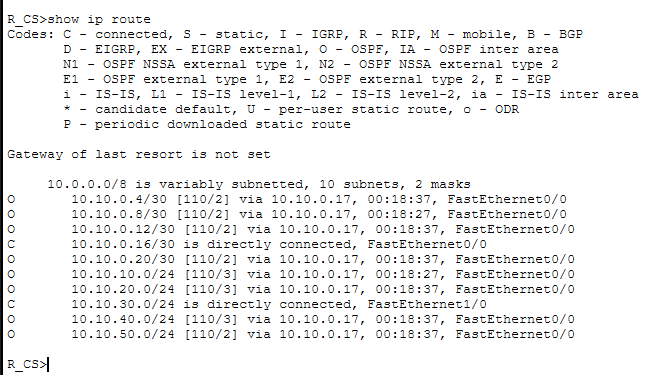 R_CS>show ip route
Codes: C - connected, S - static, I - IGRP, R - RIP, M - mobile, B - BGP
       D - EIGRP, EX - EIGRP external, O - OSPF, IA - OSPF inter area
       N1 - OSPF NSSA external type 1, N2 - OSPF NSSA external type 2
       E1 - OSPF external type 1, E2 - OSPF external type 2, E - EGP
       i - IS-IS, L1 - IS-IS level-1, L2 - IS-IS level-2, ia - IS-IS inter area
       * - candidate default, U - per-user static route, o - ODR
       P - periodic downloaded static route

Gateway of last resort is not set

     10.0.0.0/8 is variably subnetted, 10 subnets, 2 masks
O       10.10.0.4/30 [110/2] via 10.10.0.17, 00:18:37, FastEthernet0/0
O       10.10.0.8/30 [110/2] via 10.10.0.17, 00:18:27, FastEthernet0/0
O       10.10.0.12/30 [110/2] via 10.10.0.17, 00:18:37, FastEthernet0/0
C       10.10.0.16/30 is directly connected, FastEthernet0/0
O       10.10.0.20/30 [110/2] via 10.10.0.17, 00:18:37, FastEthernet0/0
O       10.10.10.0/24 [110/3] via 10.10.0.17, 00:18:27, FastEthernet0/0
O       10.10.20.0/24 [110/3] via 10.10.0.17, 00:18:37, FastEthernet0/0
C       10.10.30.0/24 is directly connected, FastEthernet1/0
O       10.10.40.0/24 [110/3] via 10.10.0.17, 00:18:37, FastEthernet0/0
O       10.10.50.0/24 [110/2] via 10.10.0.17, 00:18:37, FastEthernet0/0

R_CS>